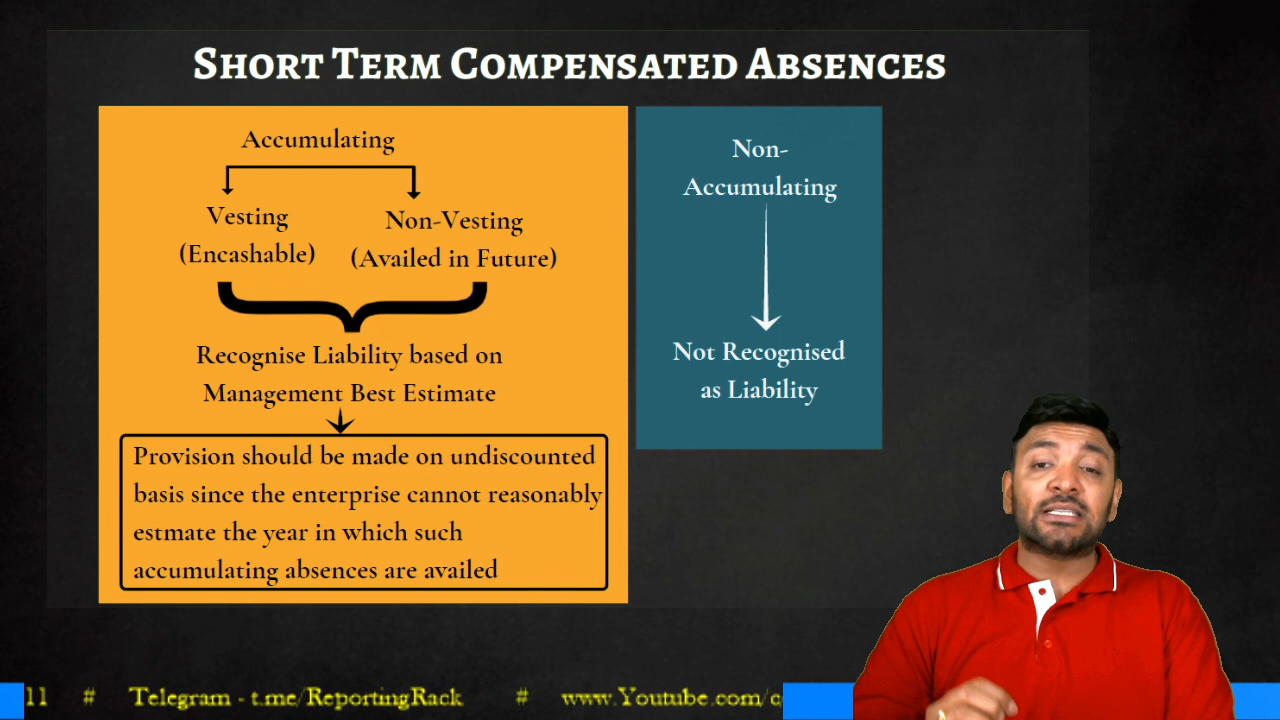 Short Term Compensated Absences
Accumulating
Vesting
(Encashable)
Non-Vesting
(Availed in Future)
Recognise Liability based on
Management Best Estimate
Provision should be made on undiscounted
basis since the enterprise cannot reasonably
estmate the year in which such
accumulating absences are availed
Non-
Accumulating
Not Recognised
as Liability
11 # Telegram - t.me/ReportingRack # www.Youtube.com/c